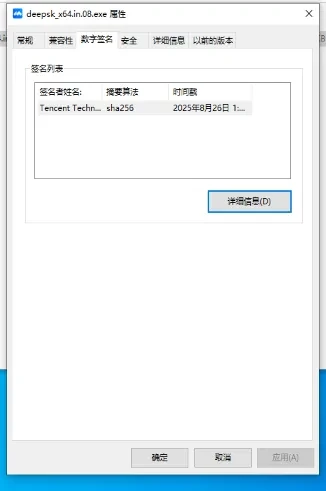 deepsk_x64.in.08.exe 属性
常规 兼容性 数字签名 安全 详细信息 以前的版本
签名列表
签名者姓名: 摘要算法 时间戳
Tencent Techn... sha256 2025年8月26日 1:...
详细信息(D)
确定 取消 应用(A)